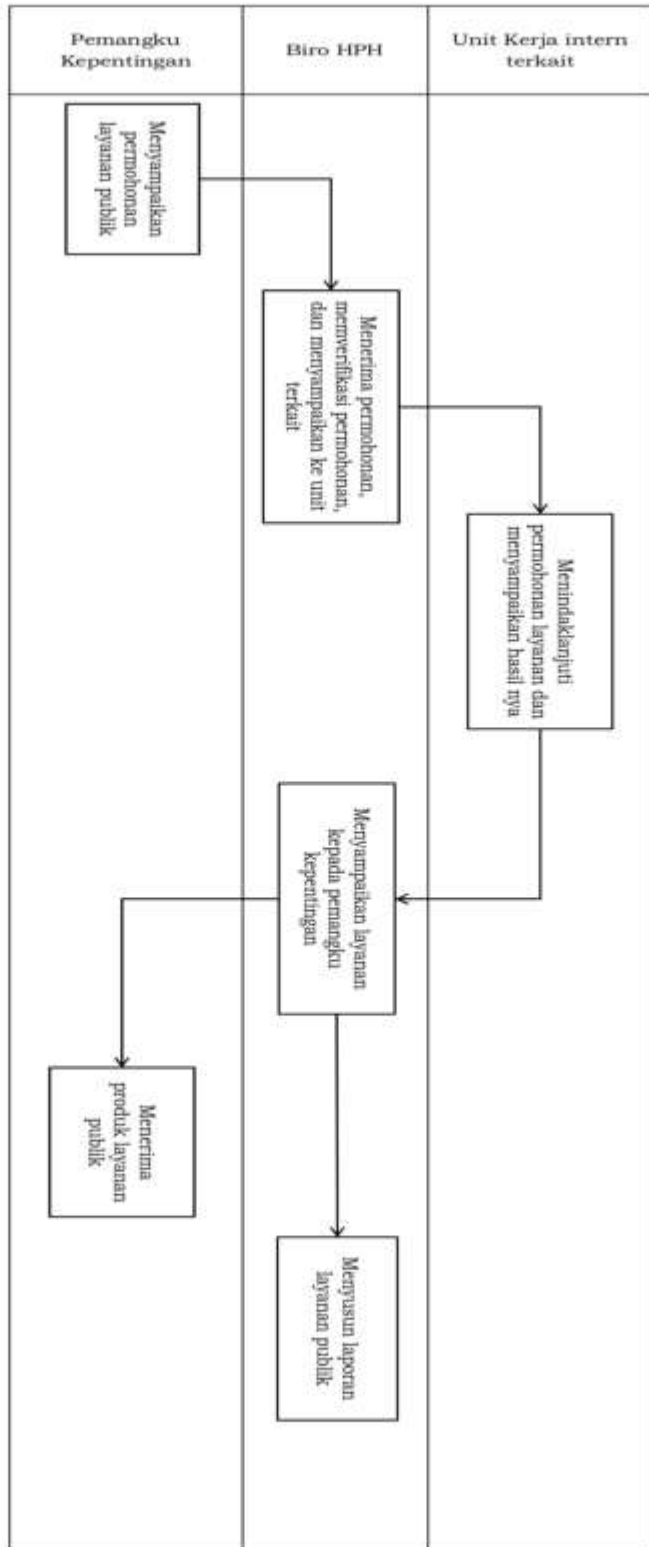 Pemangku
Kepentingan
Biro HPH
Unit Kerja intern
terkait
Menyampaikan
permohonan
layanan publik
Menerima permohonan,
memverifikasi permohonan,
dan menyampaikan ke unit
terkait
Menindaklanjuti
permohonan layanan dan
menyampaikan hasil nya
Menyampaikan layanan
kepada pemangku
kepentingan
Menerima
produk layanan
publik
Menyusun laporan
layanan publik